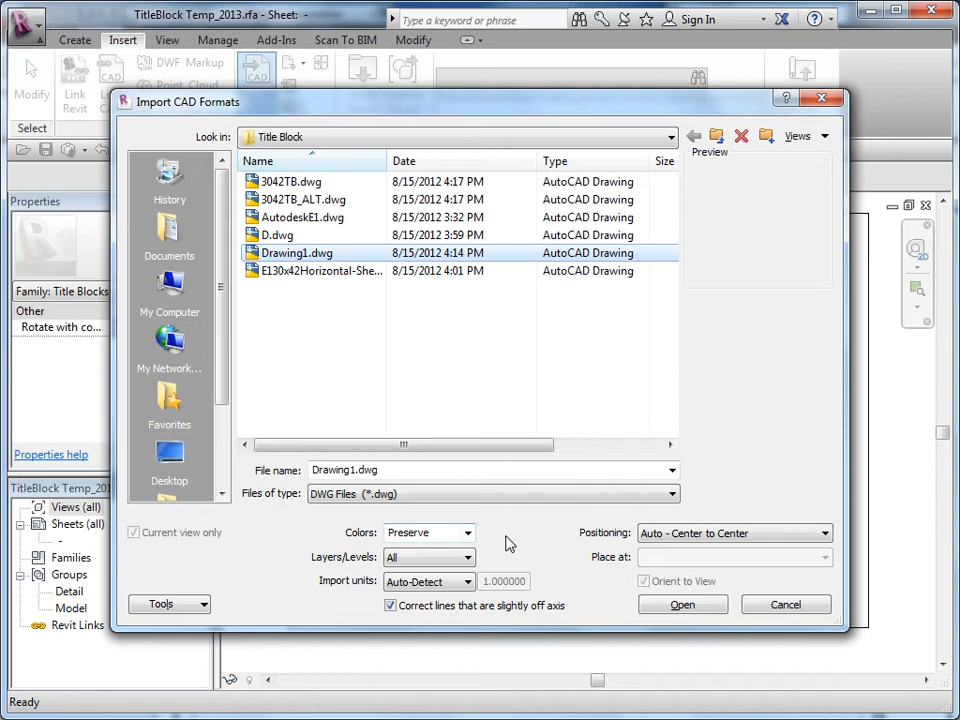 TitleBlock Temp_2013.rfa - Sheet: -
Type a keyword or phrase
Sign In
Create Insert View Manage Add-Ins Scan To BIM Modify
Modify
Link
Revit
CAD
DWF Markup
Point Cloud
CAD
Select
Import CAD Formats
Look in:
Title Block
Views
Name Date Type Size
3042TB.dwg 8/15/2012 4:17 PM AutoCAD Drawing
3042TB_ALT.dwg 8/15/2012 4:17 PM AutoCAD Drawing
AutodeskE1.dwg 8/15/2012 3:32 PM AutoCAD Drawing
D.dwg 8/15/2012 3:59 PM AutoCAD Drawing
Drawing1.dwg 8/15/2012 4:14 PM AutoCAD Drawing
E130x42Horizontal-She... 8/15/2012 4:01 PM AutoCAD Drawing
Preview
History
Documents
My Computer
My Network...
Favorites
Desktop
File name: Drawing1.dwg
Files of type: DWG Files (*.dwg)
Current view only
Colors: Preserve
Layers/Levels: All
Import units: Auto-Detect 1.000000
Correct lines that are slightly off axis
Positioning: Auto - Center to Center
Place at:
Orient to View
Tools
Open
Cancel
Properties
Family: Title Blocks
Other
Rotate with co...
Properties help
TitleBlock Temp_201
Views (all)
Sheets (all)
-
Families
Groups
Detail
Model
Revit Links
2D
Ready